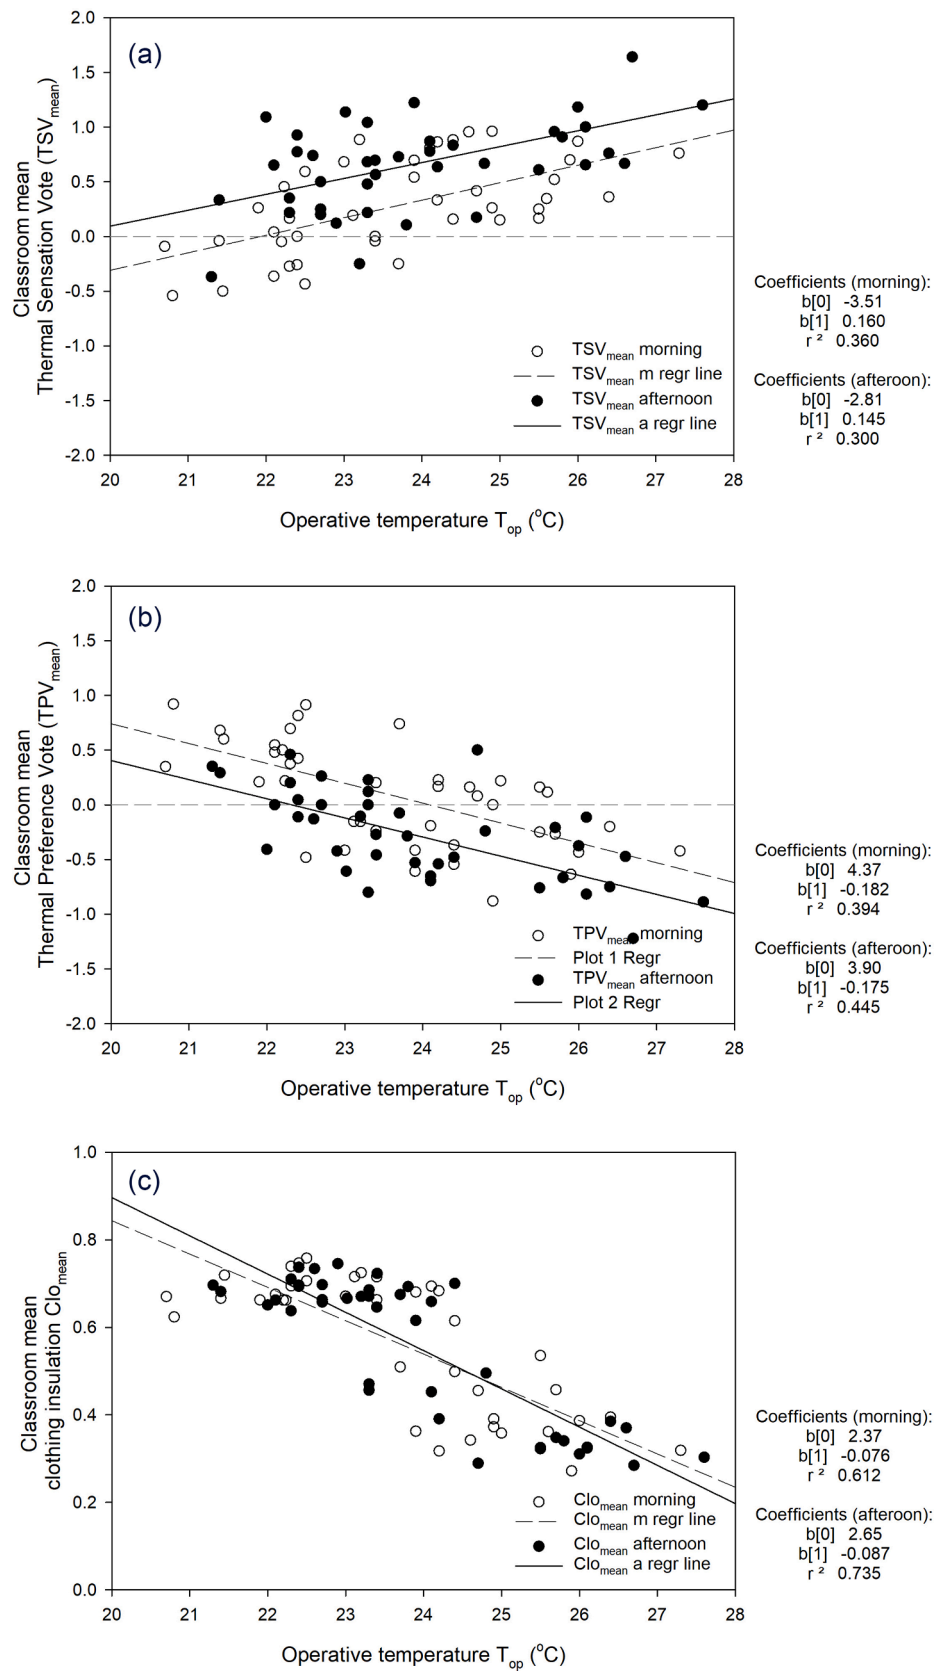 (a)
2.0
1.5
1.0
0.5
0.0
-0.5
-1.0
-1.5
-2.0
Classroom mean
Thermal Sensation Vote (TSVmean)
TSVmean morning
TSVmean m regr line
TSVmean afternoon
TSVmean a regr line
20 21 22 23 24 25 26 27 28
Operative temperature Top (oC)
Coefficients (morning):
b[0] -3.51
b[1] 0.160
r ² 0.360
Coefficients (afteroon):
b[0] -2.81
b[1] 0.145
r ² 0.300
(b)
2.0
1.5
1.0
0.5
0.0
-0.5
-1.0
-1.5
-2.0
Classroom mean
Thermal Preference Vote (TPVmean)
TPVmean morning
Plot 1 Regr
TPVmean afternoon
Plot 2 Regr
20 21 22 23 24 25 26 27 28
Operative temperature Top (oC)
Coefficients (morning):
b[0] 4.37
b[1] -0.182
r ² 0.394
Coefficients (afteroon):
b[0] 3.90
b[1] -0.175
r ² 0.445
(c)
1.0
0.8
0.6
0.4
0.2
0.0
Classroom mean
clothing insulation Clomean
Clomean morning
Clomean m regr line
Clomean afternoon
Clomean a regr line
20 21 22 23 24 25 26 27 28
Operative temperature Top (oC)
Coefficients (morning):
b[0] 2.37
b[1] -0.076
r ² 0.612
Coefficients (afteroon):
b[0] 2.65
b[1] -0.087
r ² 0.735